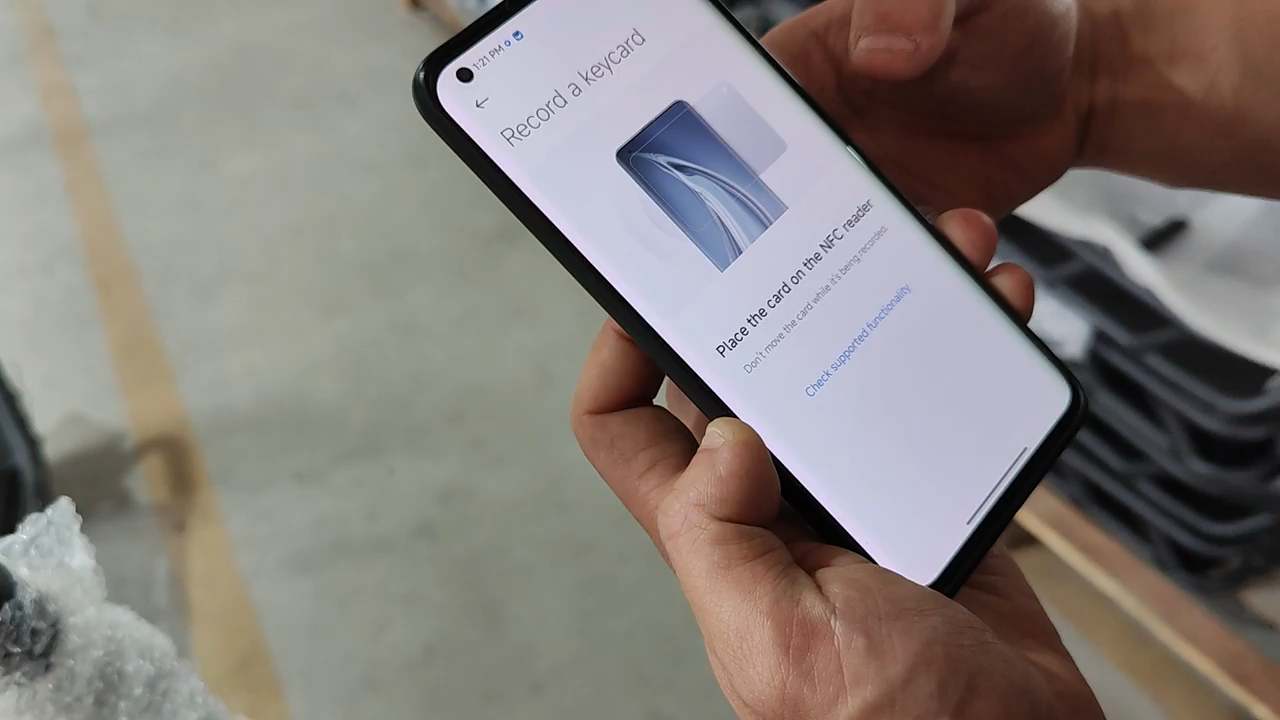 1:21 PM
Record a keycard
Place the card on the NFC reader
Don't move the card while it's being recorded.
Check supported functionality